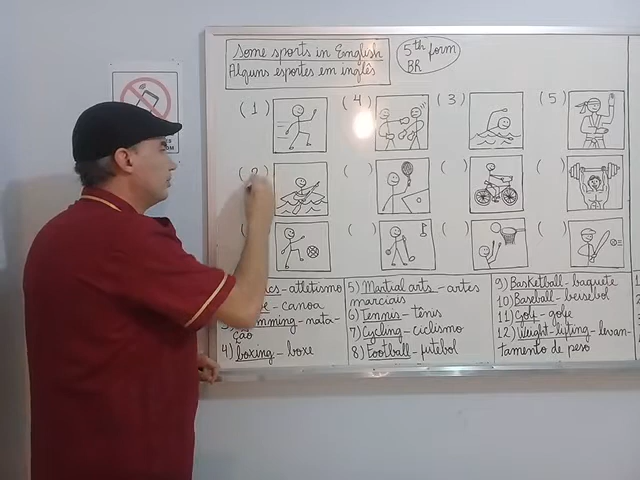 Some sports in English
Alguns esportes em inglês
5th form
BR
(1) (4) (3) (5)
( ) ( ) ( )
( ) ( ) ( )
cs - atletismo
- canoa
mming - nata-
ção
4) boxing - boxe
5) Martial arts - artes
marciais
6) Tennis - tênis
7) Cycling - ciclismo
8) Football - futebol
9) Basketball - baquete
10) Baseball - beisebol
11) Golf - golfe
12) Weight-lifting - levan-
tamento de peso